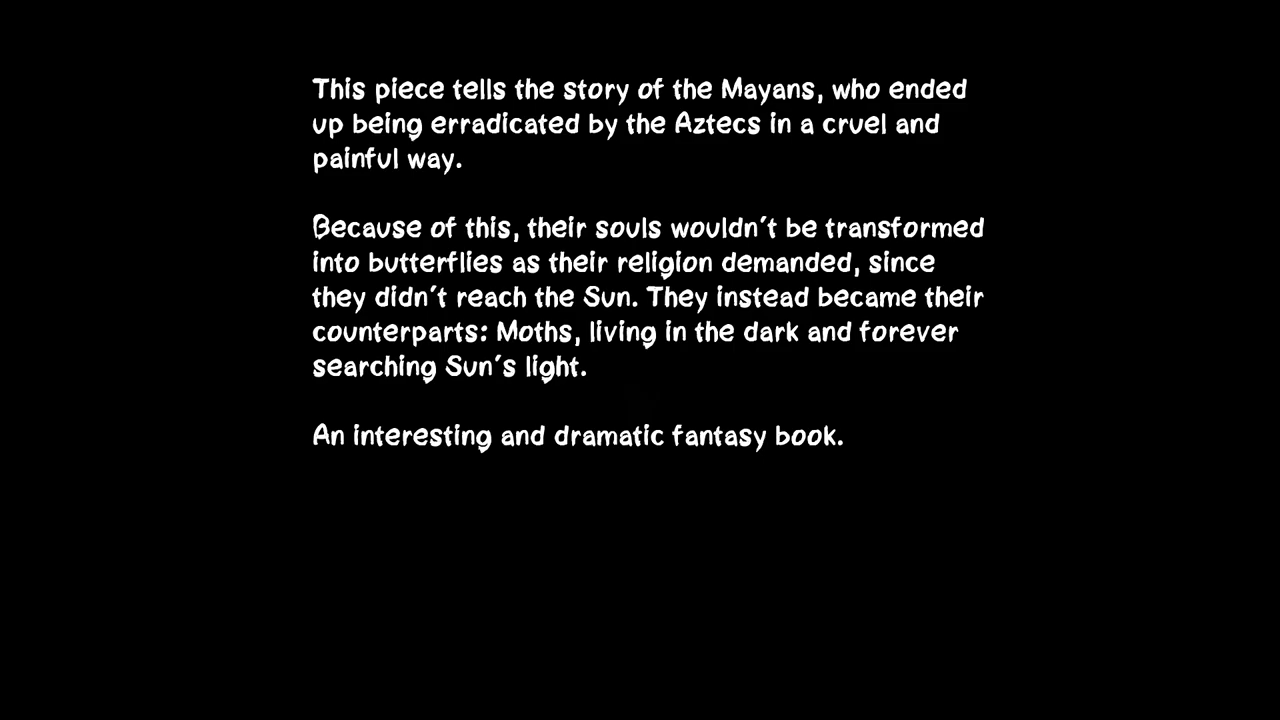 This piece tells the story of the Mayans, who ended
up being erradicated by the Aztecs in a cruel and
painful way.
Because of this, their souls wouldn't be transformed
into butterflies as their religion demanded, since
they didn't reach the Sun. They instead became their
counterparts: Moths, living in the dark and forever
searching Sun's light.
An interesting and dramatic fantasy book.